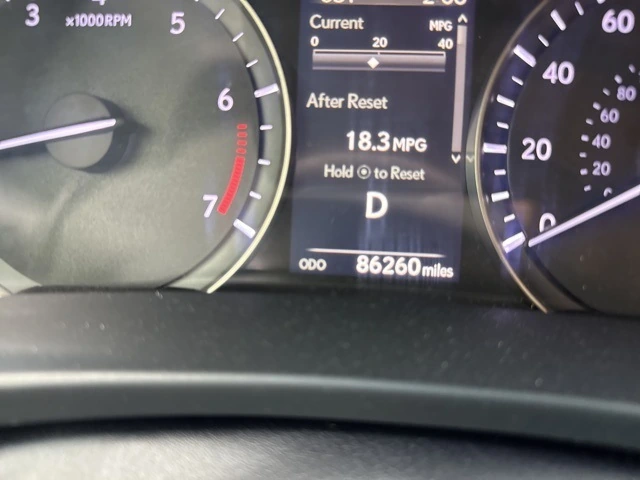 3
x1000RPM
5
6
7
Current MPG
0 20 40
After Reset
18.3 MPG
Hold to Reset
D
ODO 86260 miles
60
40
20
0
80
60
40
20